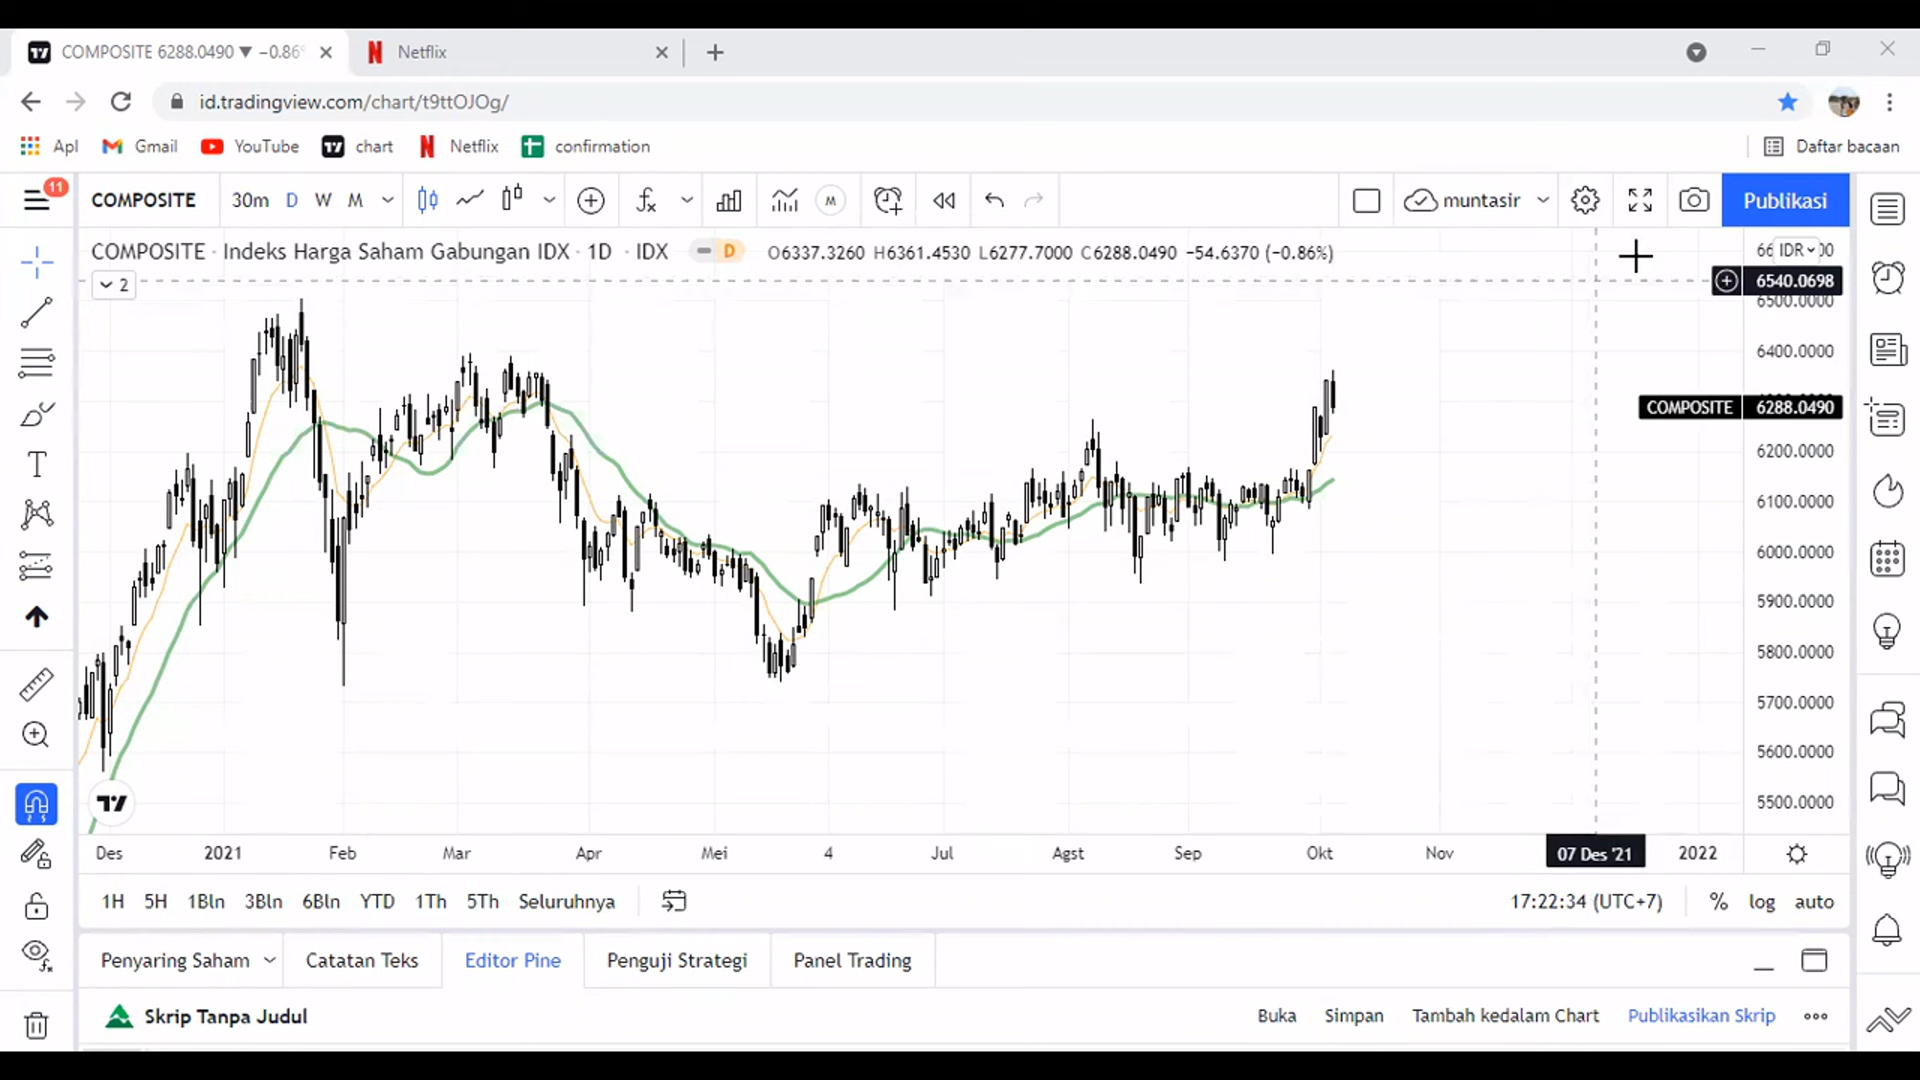 COMPOSITE 6288.0490 ▼ −0.86%
Netflix
id.tradingview.com/chart/t9ttOJOg/
Apl Gmail YouTube chart Netflix confirmation Daftar bacaan
11
COMPOSITE 30m D W M M muntasir Publikasi
COMPOSITE · Indeks Harga Saham Gabungan IDX · 1D · IDX D O6337.3260 H6361.4530 L6277.7000 C6288.0490 −54.6370 (−0.86%)
IDR
2
6540.0698
6500.0000
6400.0000
COMPOSITE 6288.0490
6200.0000
6100.0000
6000.0000
5900.0000
5800.0000
5700.0000
5600.0000
5500.0000
Des 2021 Feb Mar Apr Mei 4 Jul Agst Sep Okt Nov 07 Des '21 2022
1H 5H 1Bln 3Bln 6Bln YTD 1Th 5Th Seluruhnya 17:22:34 (UTC+7) % log auto
Penyaring Saham Catatan Teks Editor Pine Penguji Strategi Panel Trading
Skrip Tanpa Judul Buka Simpan Tambah kedalam Chart Publikasikan Skrip